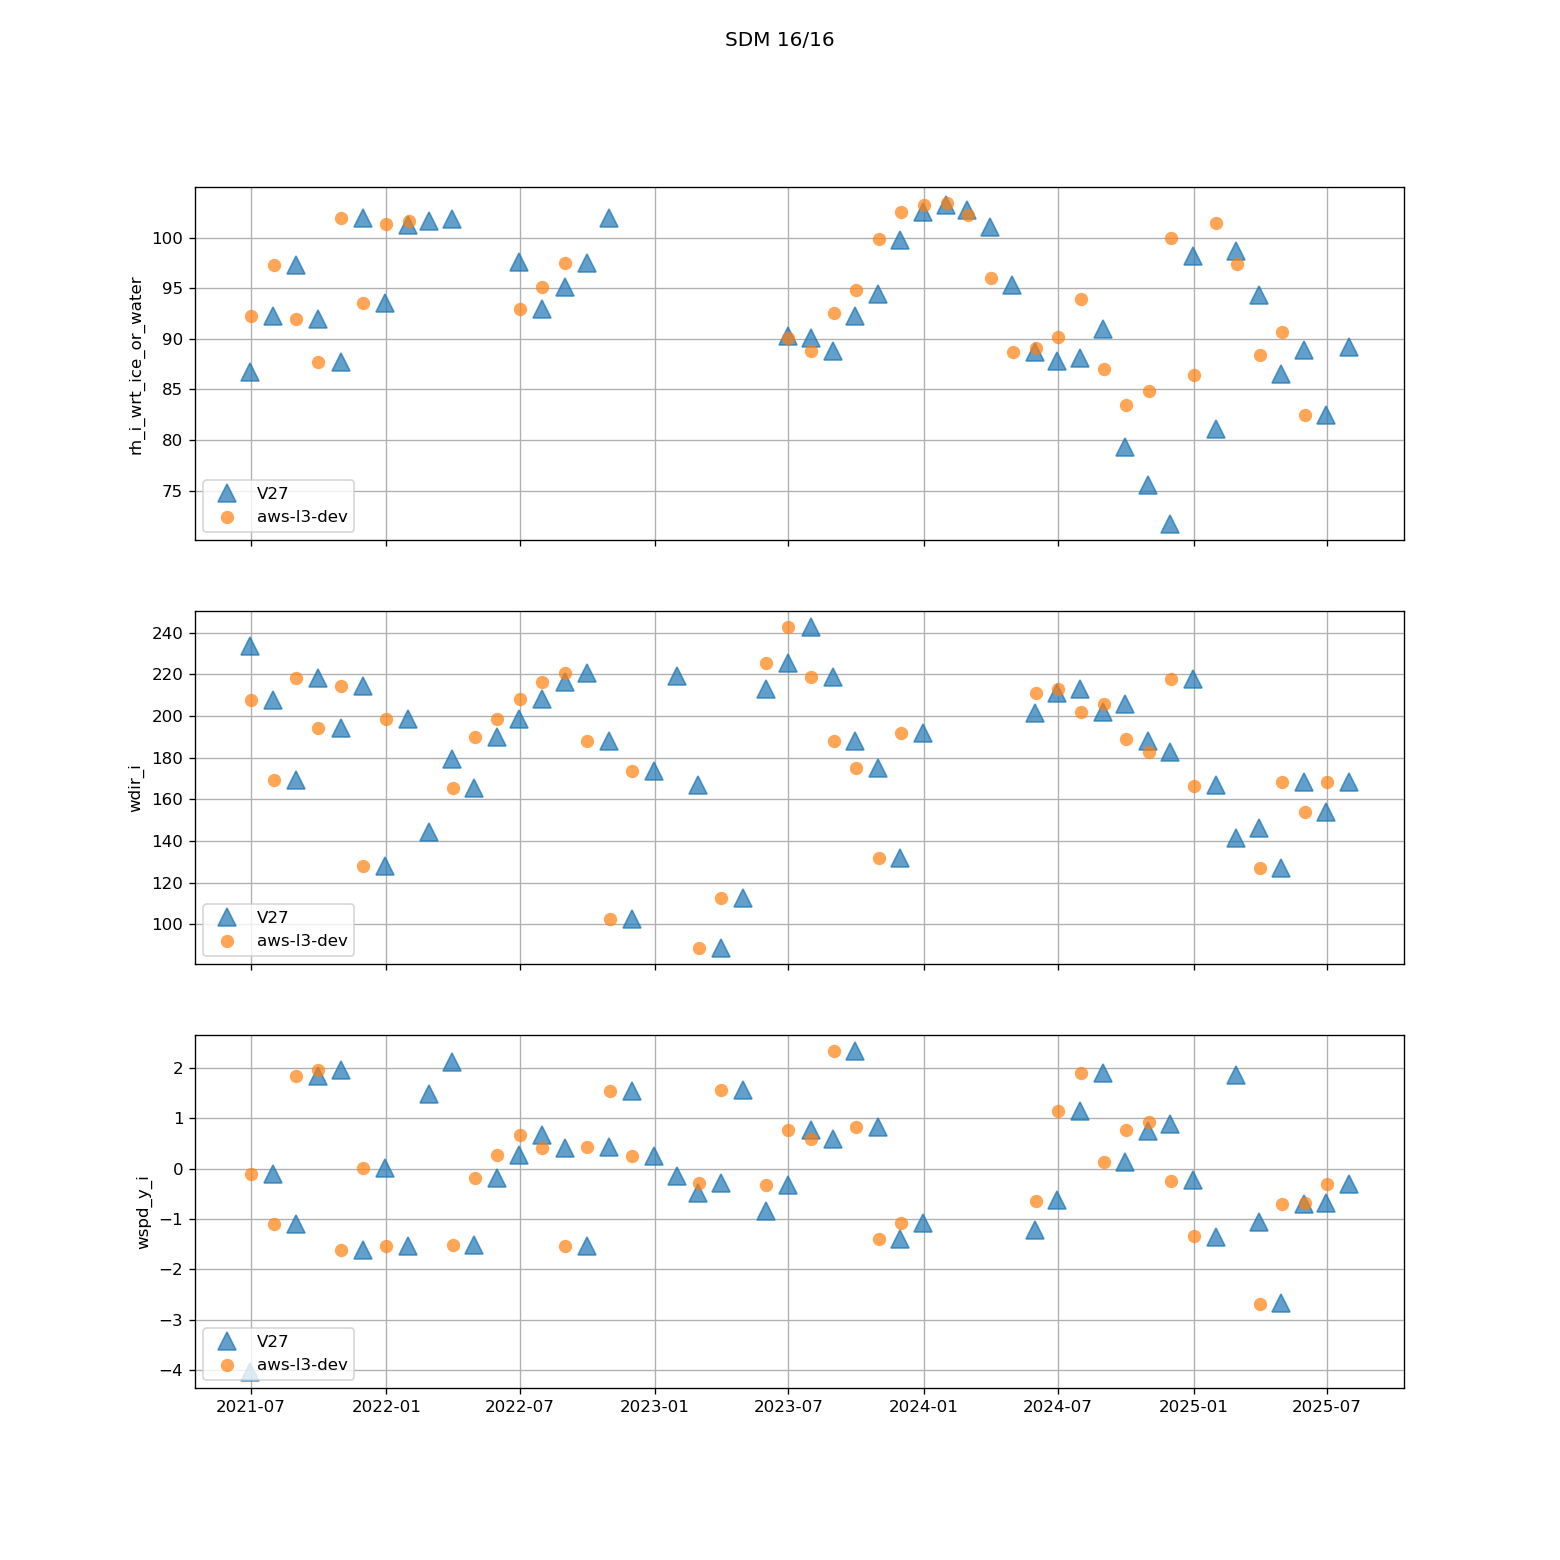 SDM 16/16
rh_i_wrt_ice_or_water
100
95
90
85
80
75
V27
aws-l3-dev
wdir_i
240
220
200
180
160
140
120
100
V27
aws-l3-dev
wspd_y_i
2
1
0
−1
−2
−3
−4
V27
aws-l3-dev
2021-07 2022-01 2022-07 2023-01 2023-07 2024-01 2024-07 2025-01 2025-07